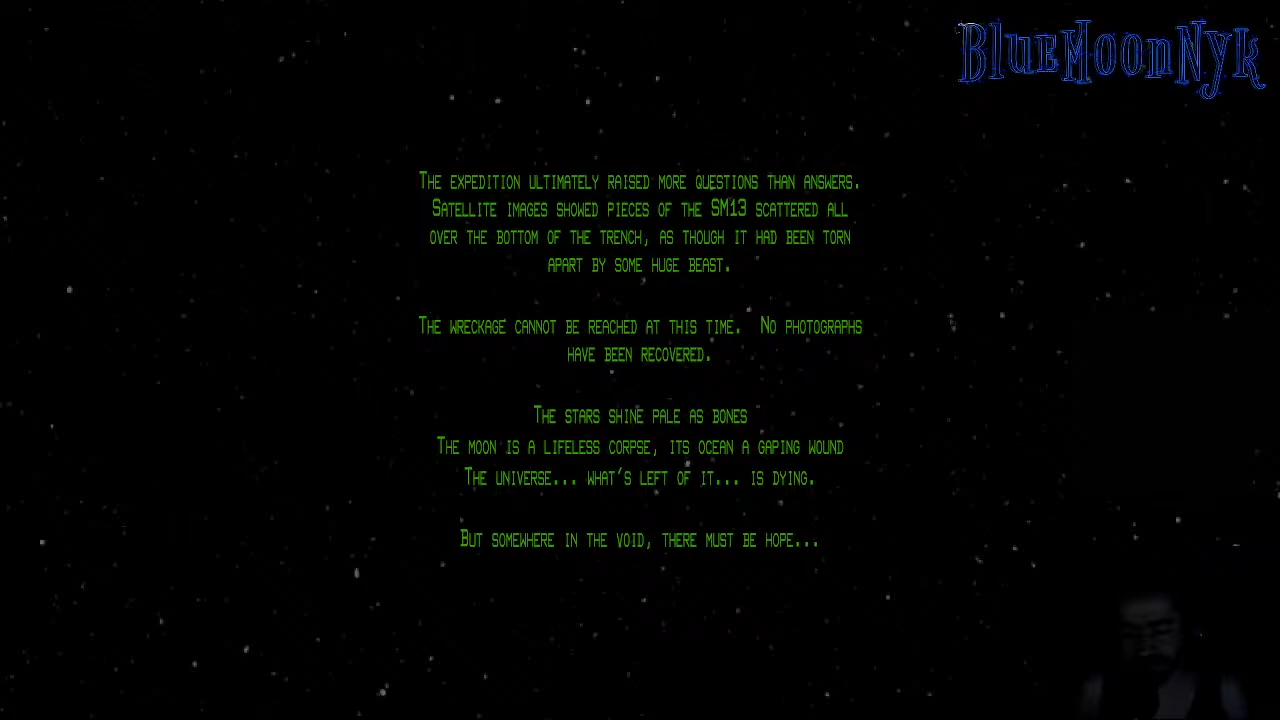 BlueMoonNyk
The expedition ultimately raised more questions than answers.
Satellite images showed pieces of the SM13 scattered all
over the bottom of the trench, as though it had been torn
apart by some huge beast.
The wreckage cannot be reached at this time.  No photographs
have been recovered.
The stars shine pale as bones
The moon is a lifeless corpse, its ocean a gaping wound
The universe... what's left of it... is dying.
But somewhere in the void, there must be hope...